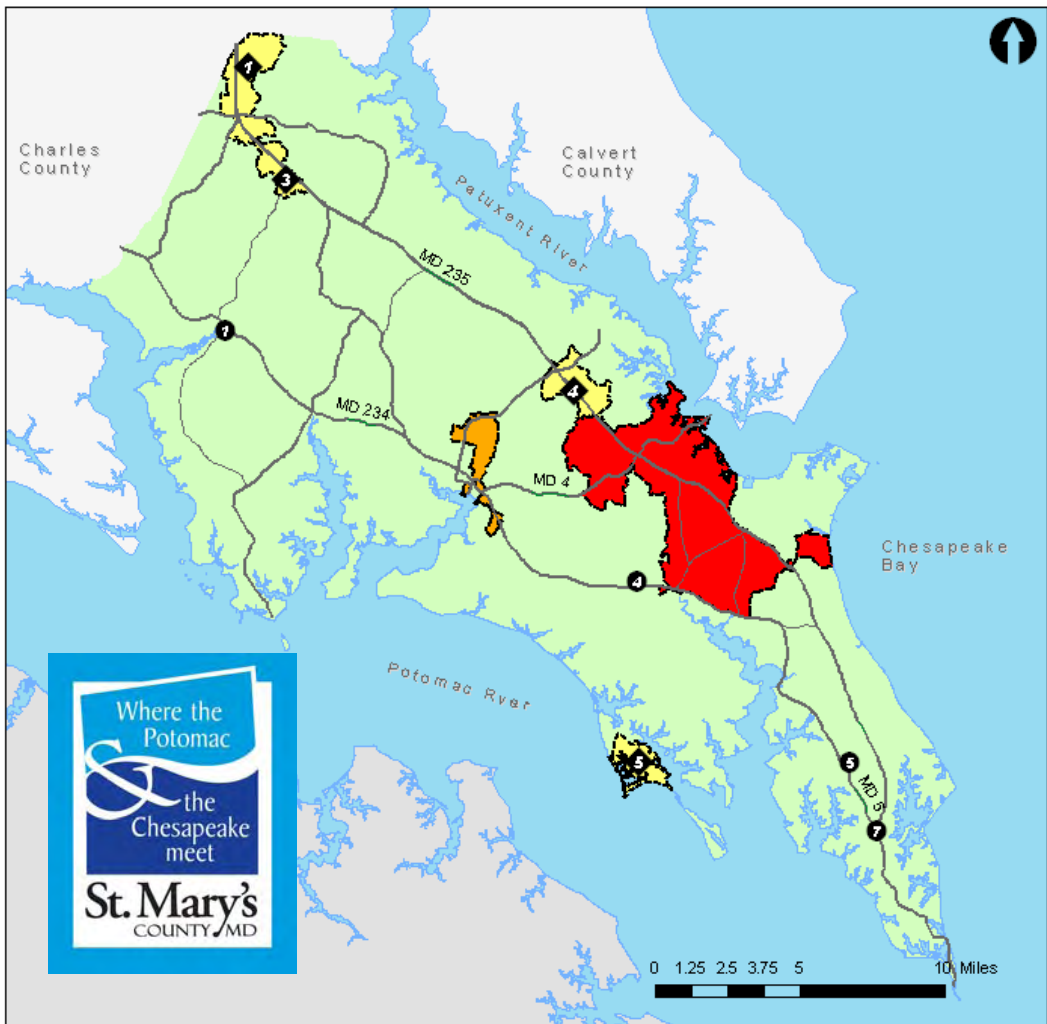 1
Charles
County
Calvert
County
3
Patuxent River
MD 235
1
4
MD 234
MD 4
Chesapeake
Bay
4
Potomac River
Where the
Potomac
&
the
Chesapeake
meet
St. Mary's
COUNTY MD
5
5
MD 5
7
0 1.25 2.5 3.75 5 10 Miles